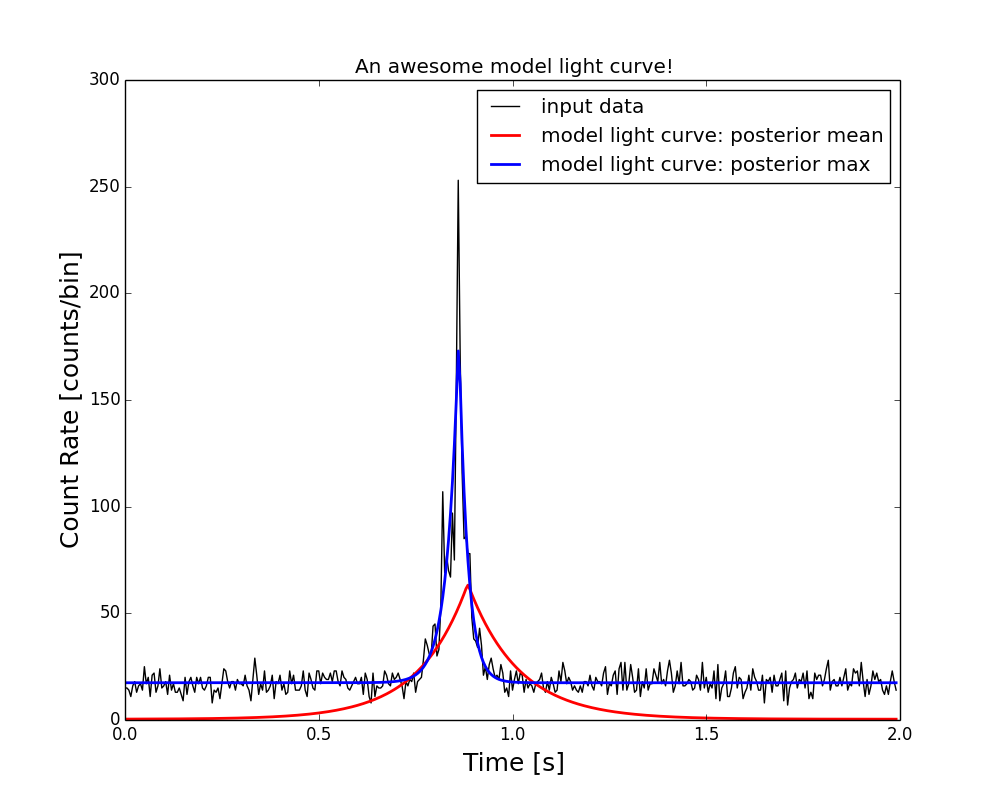 An awesome model light curve!
input data
model light curve: posterior mean
model light curve: posterior max
300
250
200
150
100
50
0
Count Rate [counts/bin]
0.0 0.5 1.0 1.5 2.0
Time [s]